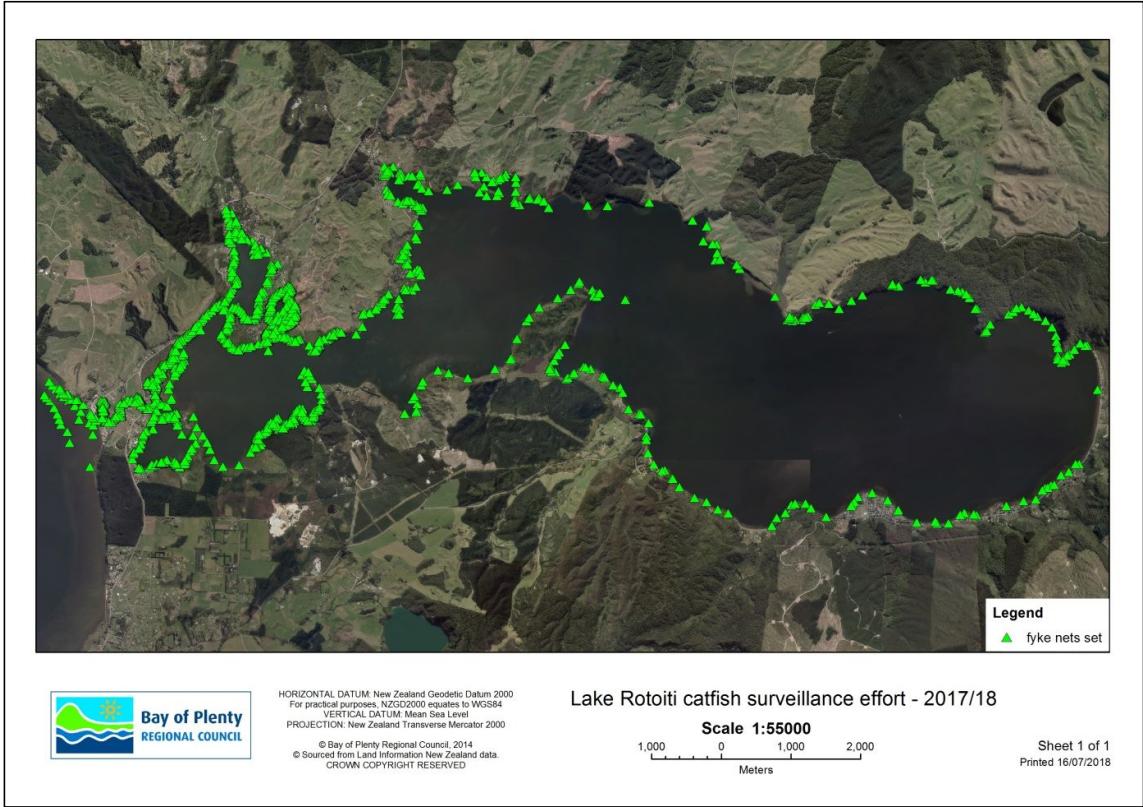 Legend
fyke nets set
Bay of Plenty
REGIONAL COUNCIL
HORIZONTAL DATUM: New Zealand Geodetic Datum 2000
For practical purposes, NZGD2000 equates to WGS84
VERTICAL DATUM: Mean Sea Level
PROJECTION: New Zealand Transverse Mercator 2000
© Bay of Plenty Regional Council, 2014
© Sourced from Land Information New Zealand data.
CROWN COPYRIGHT RESERVED
Lake Rotoiti catfish surveillance effort - 2017/18
Scale 1:55000
1,000 0 1,000 2,000
Meters
Sheet 1 of 1
Printed 16/07/2018